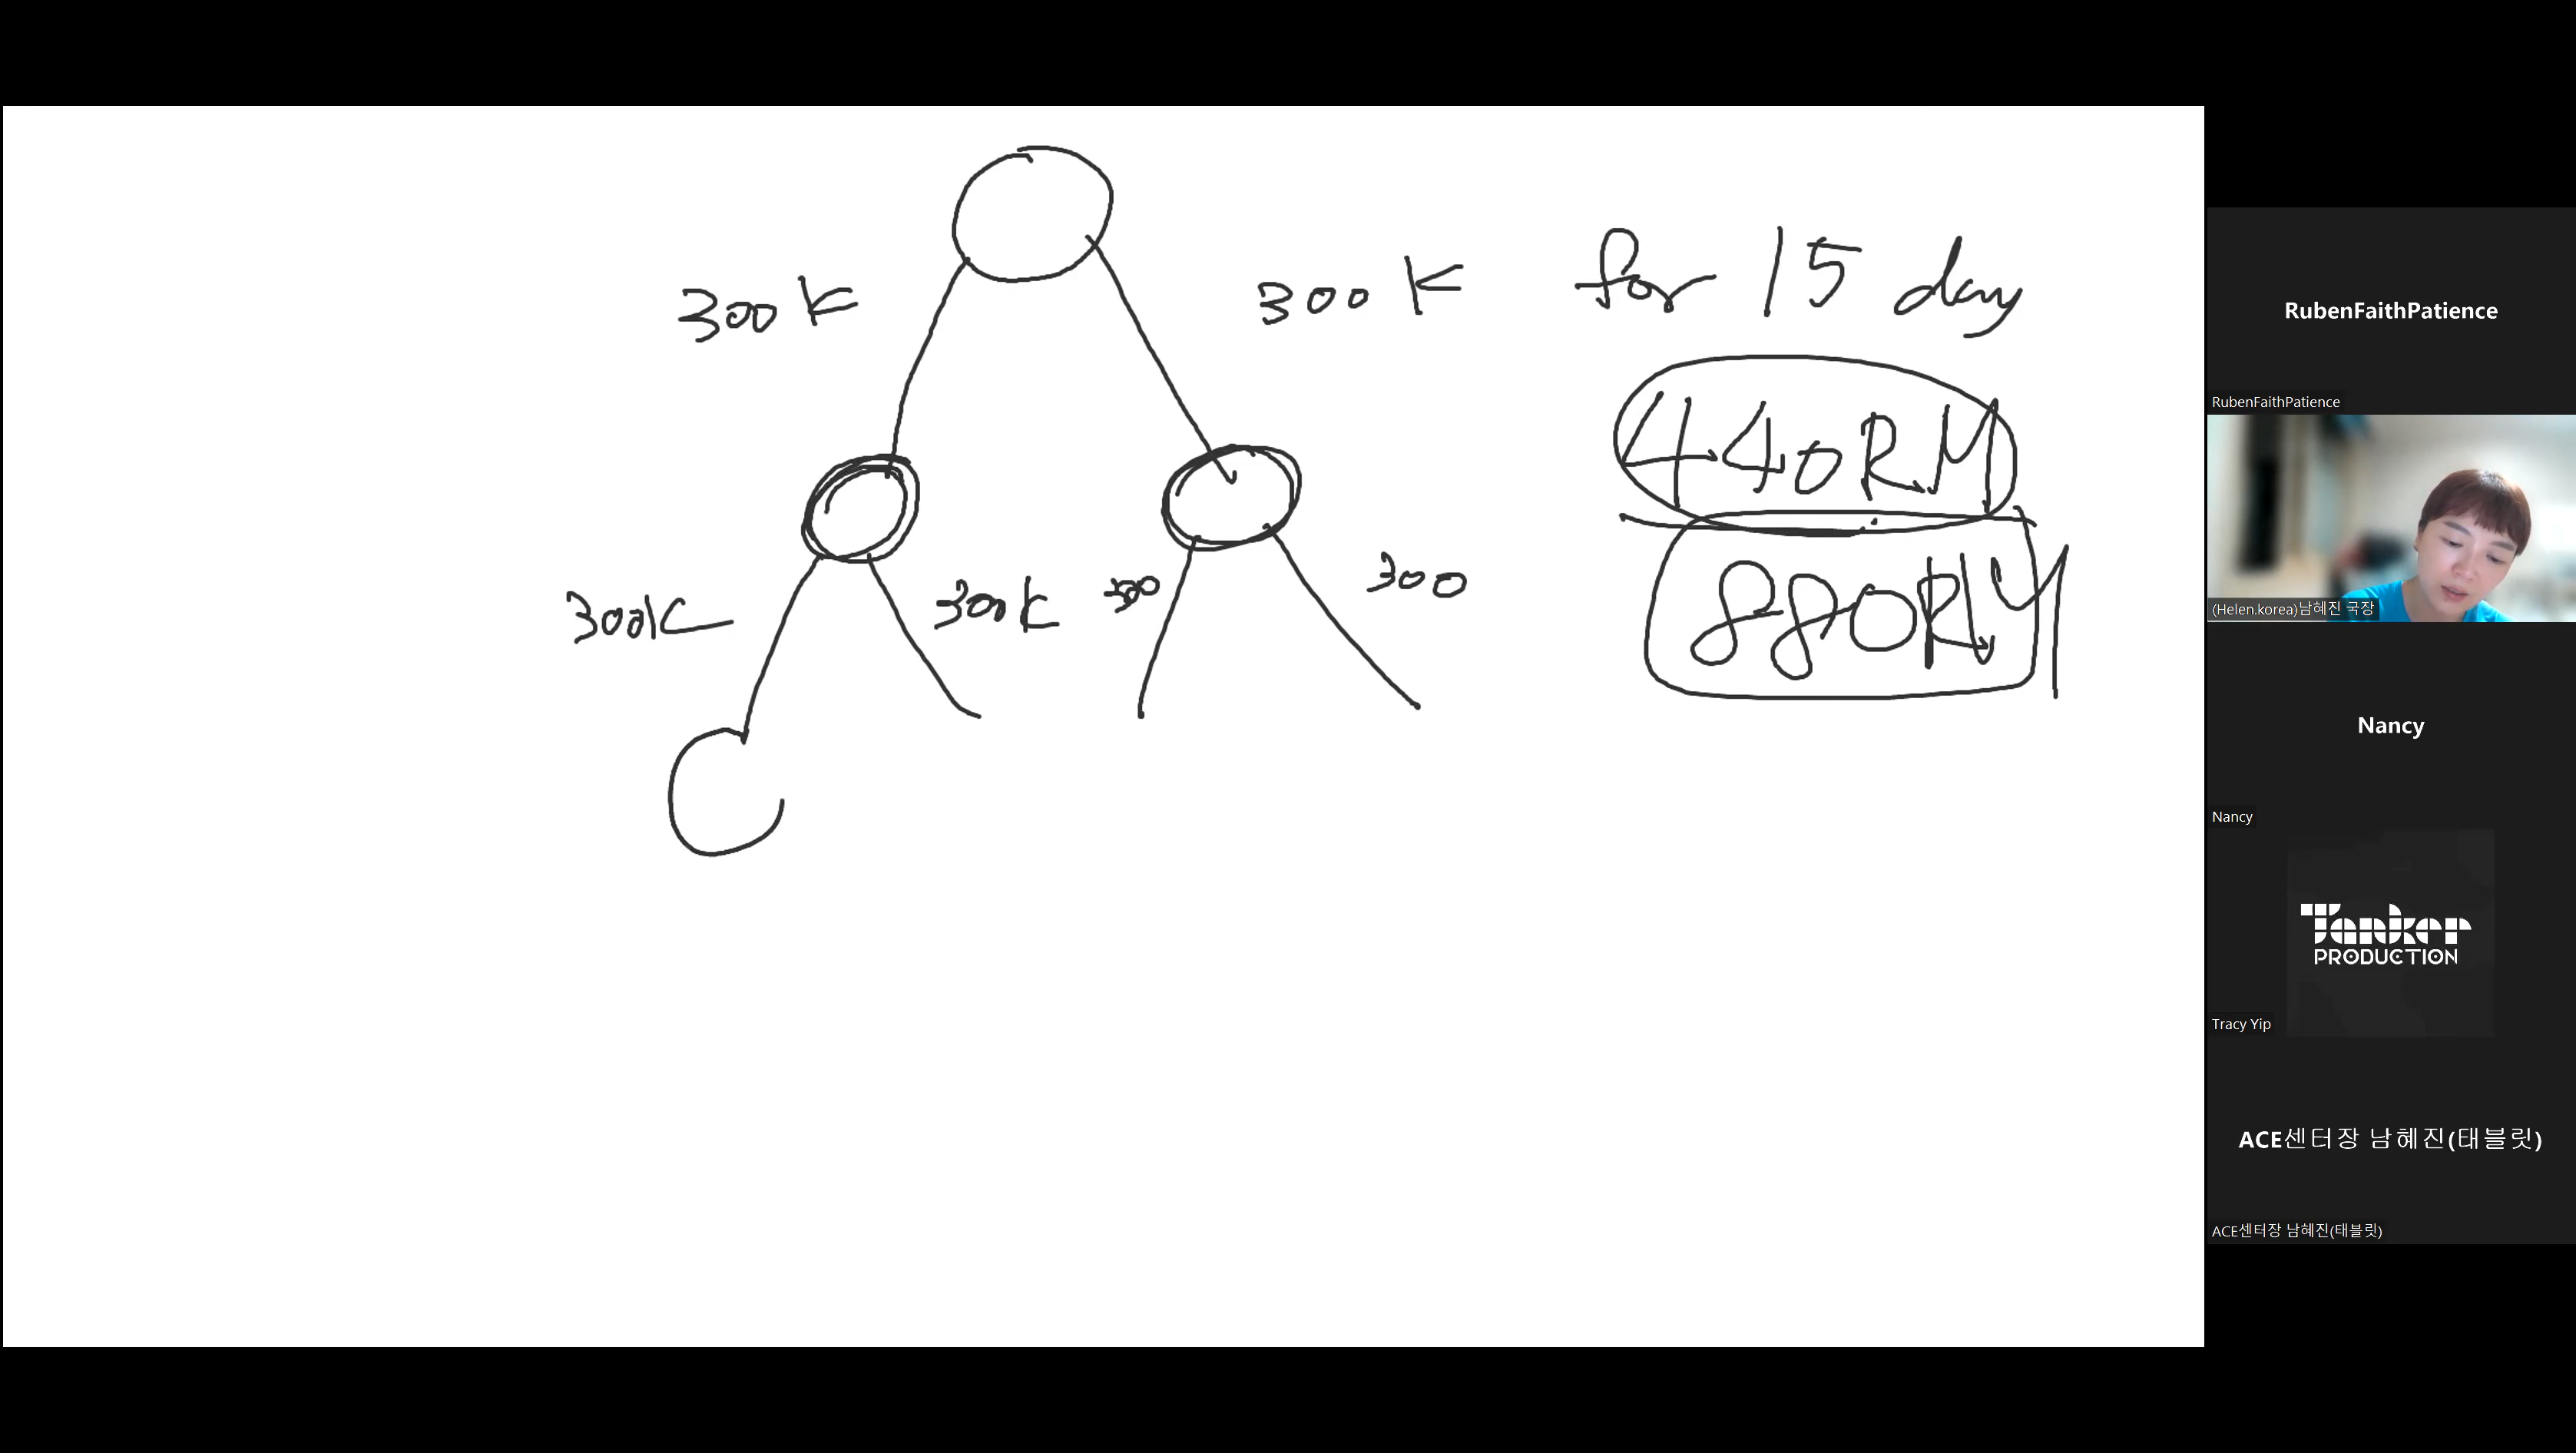 300K
300 K
for 15 day
440RM
880RM
300K
300K
300
300
RubenFaithPatience
RubenFaithPatience
(Helen.korea)남혜진 국장
Nancy
Nancy
Tanker
PRODUCTION
Tracy Yip
ACE센터장 남혜진(태블릿)
ACE센터장 남혜진(태블릿)